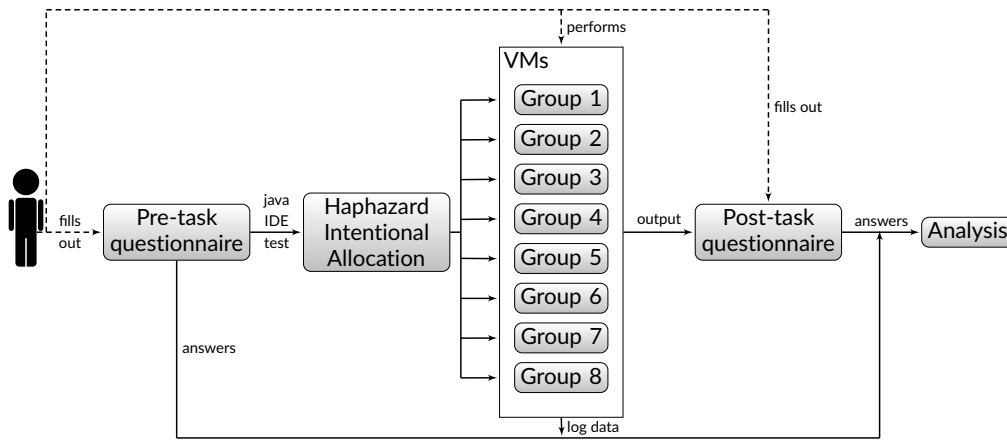 performs
VMs
Group 1
Group 2
Group 3
Group 4
Group 5
Group 6
Group 7
Group 8
fills out
fills
out
Pre-task
questionnaire
java
IDE
test
Haphazard
Intentional
Allocation
output
Post-task
questionnaire
answers
Analysis
answers
log data